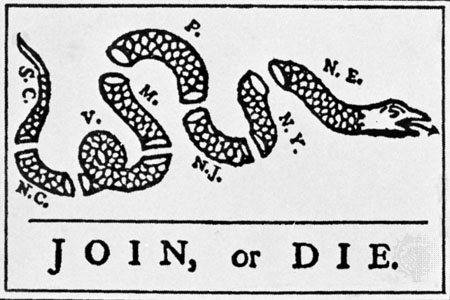 S. C.
N. C.
V.
M.
P.
N. J.
N. Y.
N. E.
JOIN, or DIE.